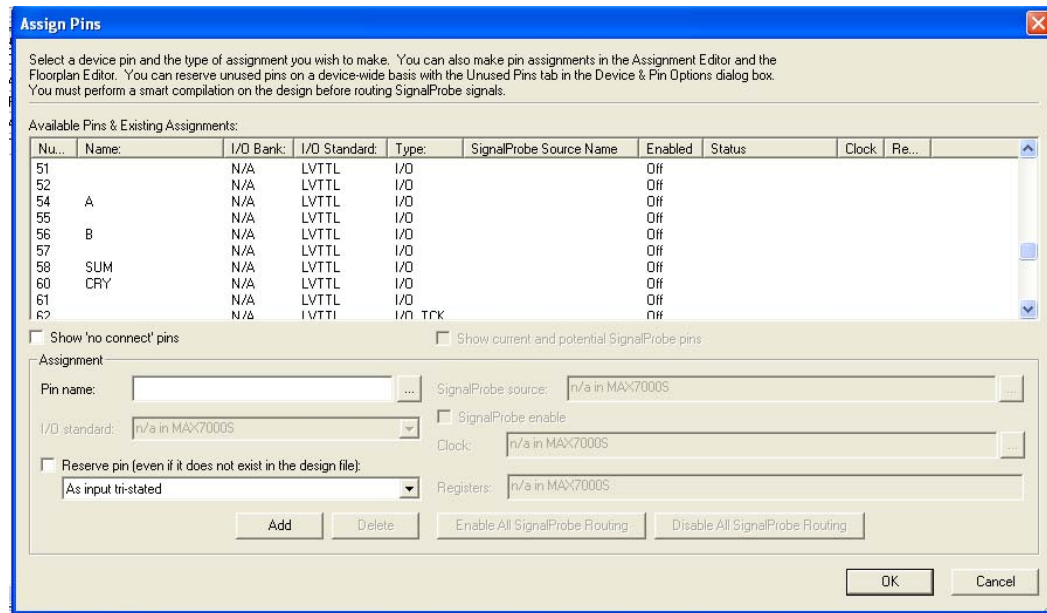 Assign Pins
Select a device pin and the type of assignment you wish to make. You can also make pin assignments in the Assignment Editor and the
Floorplan Editor. You can reserve unused pins on a device-wide basis with the Unused Pins tab in the Device & Pin Options dialog box.
You must perform a smart compilation on the design before routing SignalProbe signals.
Available Pins & Existing Assignments:
Nu... Name: I/O Bank: I/O Standard: Type: SignalProbe Source Name Enabled Status Clock Re...
51 N/A LVTTL I/O Off
52 N/A LVTTL I/O Off
54 A N/A LVTTL I/O Off
55 N/A LVTTL I/O Off
56 B N/A LVTTL I/O Off
57 N/A LVTTL I/O Off
58 SUM N/A LVTTL I/O Off
60 CRY N/A LVTTL I/O Off
61 N/A LVTTL I/O Off
62 N/A LVTTL I/O, TCK Off
Show 'no connect' pins
Show current and potential SignalProbe pins
Assignment
Pin name: ...
SignalProbe source: n/a in MAX7000S ...
I/O standard: n/a in MAX7000S
SignalProbe enable
Clock: n/a in MAX7000S ...
Reserve pin (even if it does not exist in the design file):
As input tri-stated
Registers: n/a in MAX7000S
Add Delete Enable All SignalProbe Routing Disable All SignalProbe Routing
OK Cancel